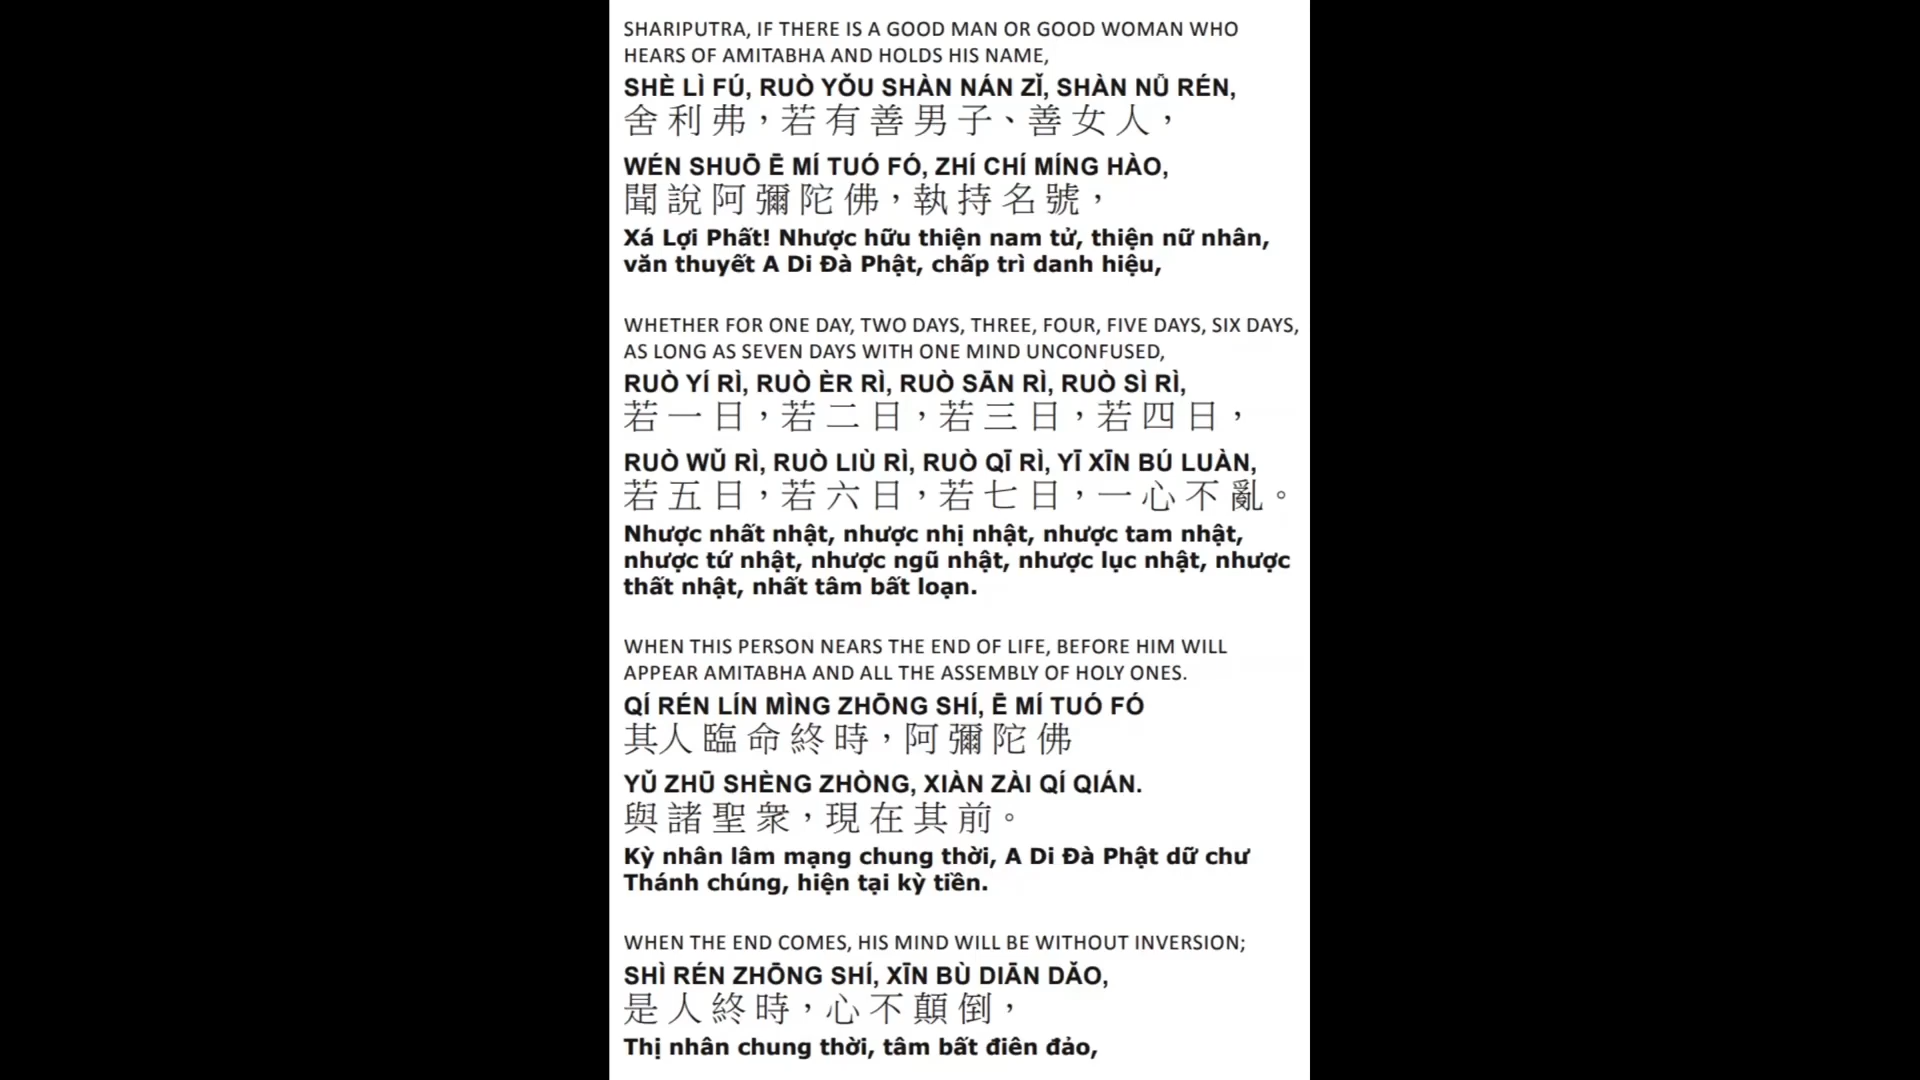 SHARIPUTRA, IF THERE IS A GOOD MAN OR GOOD WOMAN WHO
HEARS OF AMITABHA AND HOLDS HIS NAME,
SHÈ LÌ FÚ, RUÒ YǑU SHÀN NÁN ZǏ, SHÀN NǙ RÉN,
舍利弗，若有善男子、善女人，
WÉN SHUŌ Ē MÍ TUÓ FÓ, ZHÍ CHÍ MÍNG HÀO,
聞說阿彌陀佛，執持名號，
Xá Lợi Phất! Nhược hữu thiện nam tử, thiện nữ nhân,
văn thuyết A Di Đà Phật, chấp trì danh hiệu,
WHETHER FOR ONE DAY, TWO DAYS, THREE, FOUR, FIVE DAYS, SIX DAYS,
AS LONG AS SEVEN DAYS WITH ONE MIND UNCONFUSED,
RUÒ YÍ RÌ, RUÒ ÈR RÌ, RUÒ SĀN RÌ, RUÒ SÌ RÌ,
若一日，若二日，若三日，若四日，
RUÒ WǓ RÌ, RUÒ LIÙ RÌ, RUÒ QĪ RÌ, YĪ XĪN BÚ LUÀN,
若五日，若六日，若七日，一心不亂。
Nhược nhất nhật, nhược nhị nhật, nhược tam nhật,
nhược tứ nhật, nhược ngũ nhật, nhược lục nhật, nhược
thất nhật, nhất tâm bất loạn.
WHEN THIS PERSON NEARS THE END OF LIFE, BEFORE HIM WILL
APPEAR AMITABHA AND ALL THE ASSEMBLY OF HOLY ONES.
QÍ RÉN LÍN MÌNG ZHŌNG SHÍ, Ē MÍ TUÓ FÓ
其人臨命終時，阿彌陀佛
YǓ ZHŪ SHÈNG ZHÒNG, XIÀN ZÀI QÍ QIÁN.
與諸聖眾，現在其前。
Kỳ nhân lâm mạng chung thời, A Di Đà Phật dữ chư
Thánh chúng, hiện tại kỳ tiền.
WHEN THE END COMES, HIS MIND WILL BE WITHOUT INVERSION;
SHÌ RÉN ZHŌNG SHÍ, XĪN BÙ DIĀN DǍO,
是人終時，心不顛倒，
Thị nhân chung thời, tâm bất điên đảo,